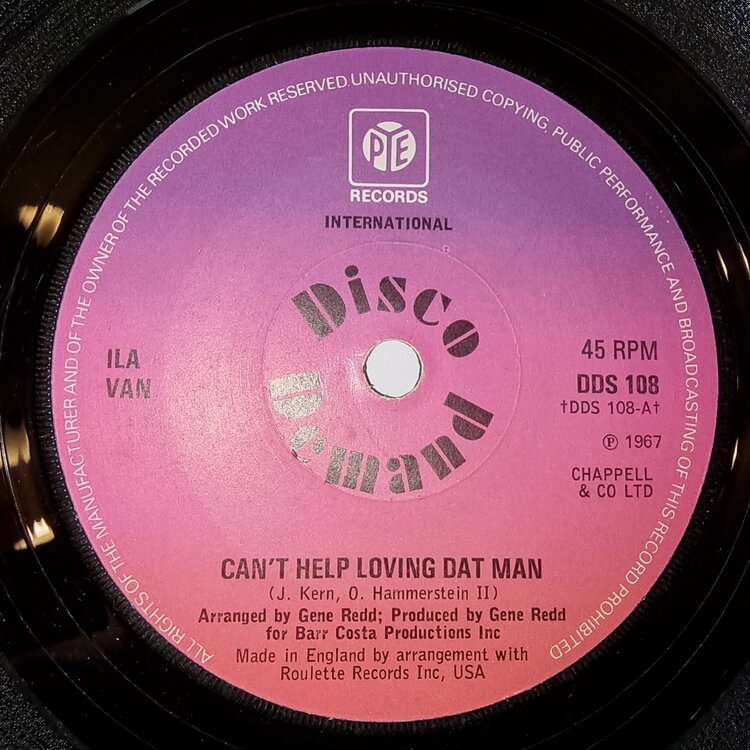 ALL RIGHTS OF THE MANUFACTURER AND OF THE OWNER OF THE RECORDED WORK RESERVED. UNAUTHORISED COPYING, PUBLIC PERFORMANCE AND BROADCASTING OF THIS RECORD PROHIBITED
PYE
RECORDS
INTERNATIONAL
Disco
Demand
ILA
VAN
45 RPM
DDS 108
†DDS 108-A†
℗ 1967
CHAPPELL
& CO LTD
CAN'T HELP LOVING DAT MAN
(J. Kern, O. Hammerstein II)
Arranged by Gene Redd; Produced by Gene Redd
for Barr Costa Productions Inc
Made in England by arrangement with
Roulette Records Inc, USA